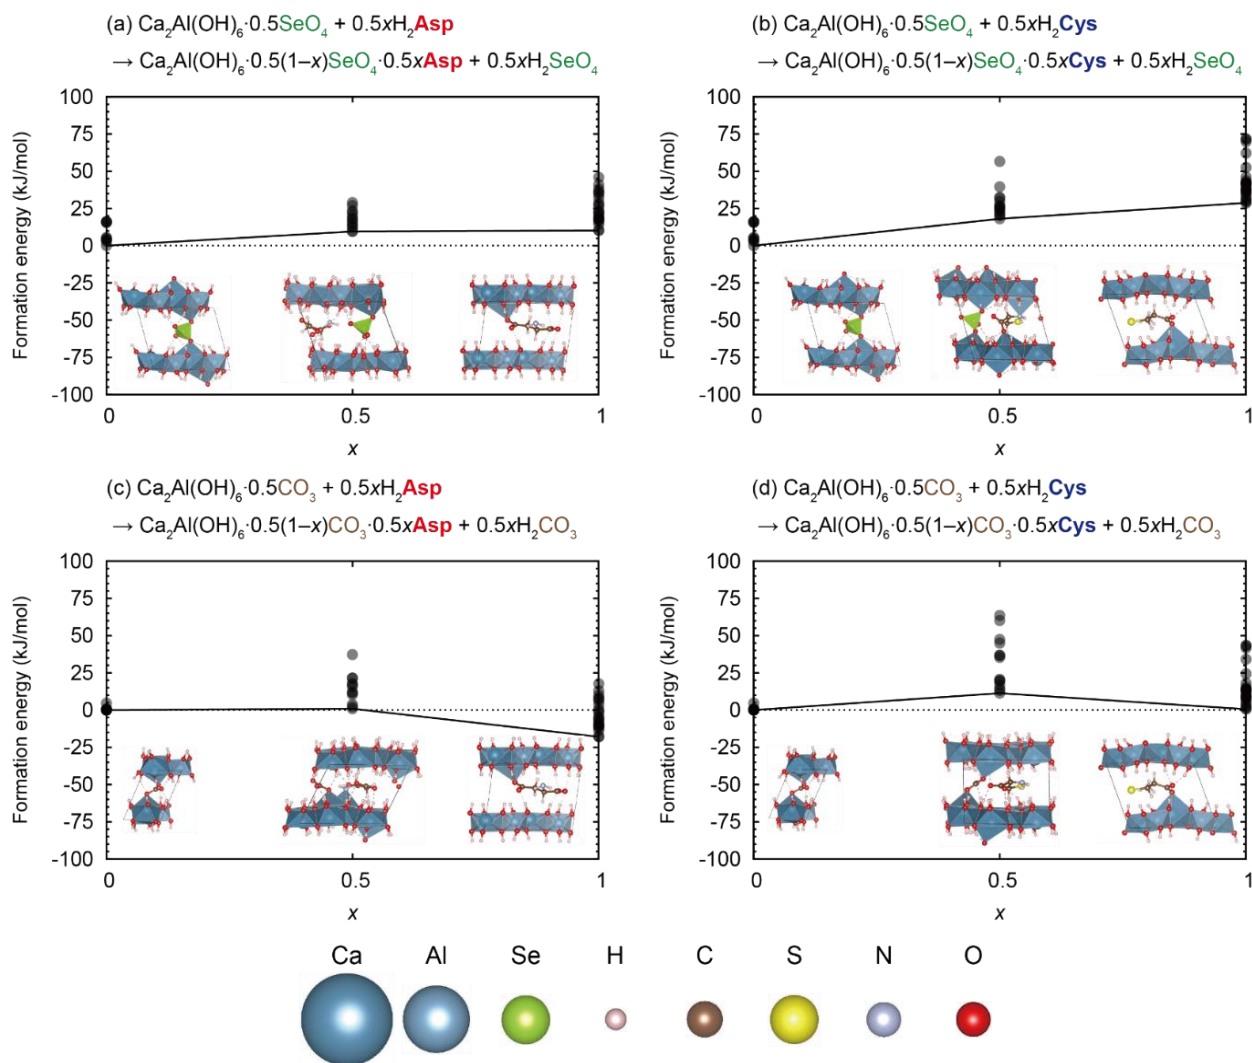 (a) Ca₂Al(OH)₆·0.5SeO₄ + 0.5xH₂Asp
→ Ca₂Al(OH)₆·0.5(1–x)SeO₄·0.5xAsp + 0.5xH₂SeO₄
Formation energy (kJ/mol)
100
75
50
25
0
-25
-50
-75
-100
0
0.5
1
x
(b) Ca₂Al(OH)₆·0.5SeO₄ + 0.5xH₂Cys
→ Ca₂Al(OH)₆·0.5(1–x)SeO₄·0.5xCys + 0.5xH₂SeO₄
Formation energy (kJ/mol)
100
75
50
25
0
-25
-50
-75
-100
0
0.5
1
x
(c) Ca₂Al(OH)₆·0.5CO₃ + 0.5xH₂Asp
→ Ca₂Al(OH)₆·0.5(1–x)CO₃·0.5xAsp + 0.5xH₂CO₃
Formation energy (kJ/mol)
100
75
50
25
0
-25
-50
-75
-100
0
0.5
1
x
(d) Ca₂Al(OH)₆·0.5CO₃ + 0.5xH₂Cys
→ Ca₂Al(OH)₆·0.5(1–x)CO₃·0.5xCys + 0.5xH₂CO₃
Formation energy (kJ/mol)
100
75
50
25
0
-25
-50
-75
-100
0
0.5
1
x
Ca Al Se H C S N O